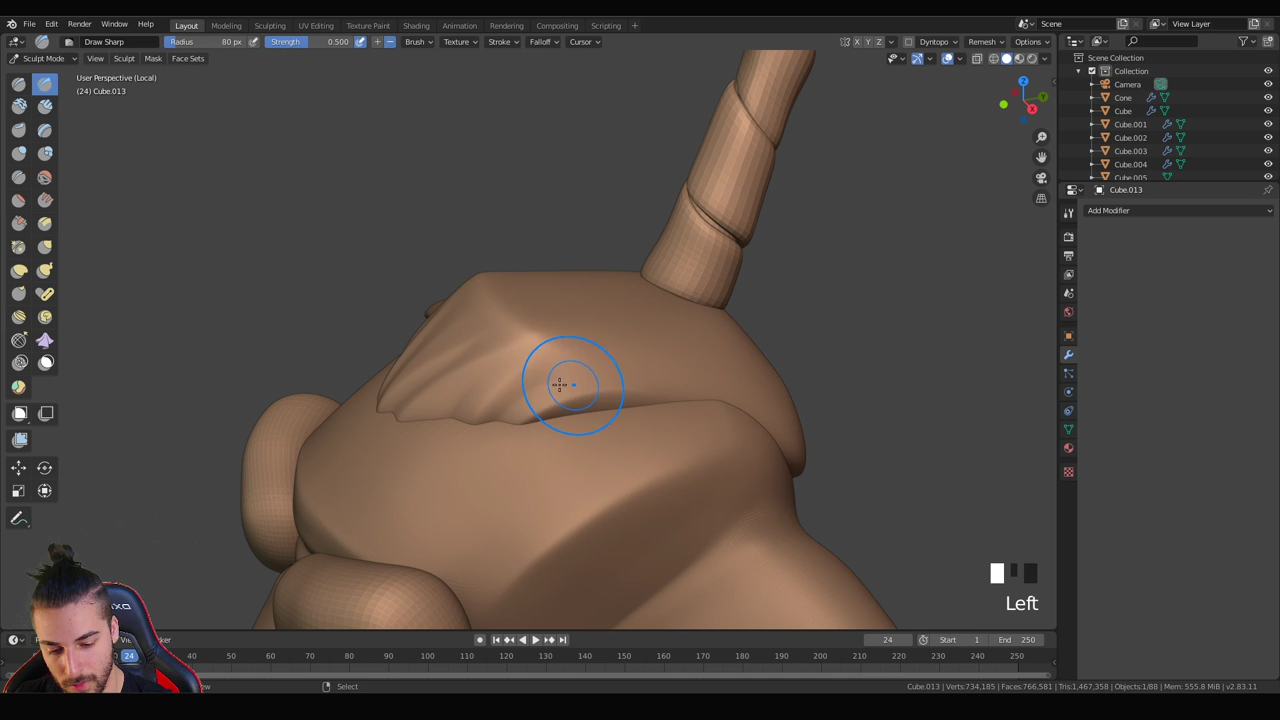 File Edit Render Window Help Layout Modeling Sculpting UV Editing Texture Paint Shading Animation Rendering Compositing Scripting + Scene View Layer
Draw Sharp Radius 80 px Strength 0.500 + − Brush Texture Stroke Falloff Cursor X Y Z Dyntopo Remesh Options
Sculpt Mode View Sculpt Mask Face Sets
Scene Collection
Collection
Camera
Cone
Cube
Cube.001
Cube.002
Cube.003
Cube.004
Cube.005
User Perspective (Local)
(24) Cube.013
Z
Y
X
Cube.013
Add Modifier
Left
24 Start 1 End 250
24 40 50 60 70 80 90 100 110 120 130 140 150 160 170 180 190 200 210 220 230 240 250
Select
Cube.013 | Verts:734,185 | Faces:766,581 | Tris:1,467,358 | Objects:1/88 | Mem: 555.8 MiB | v2.83.11